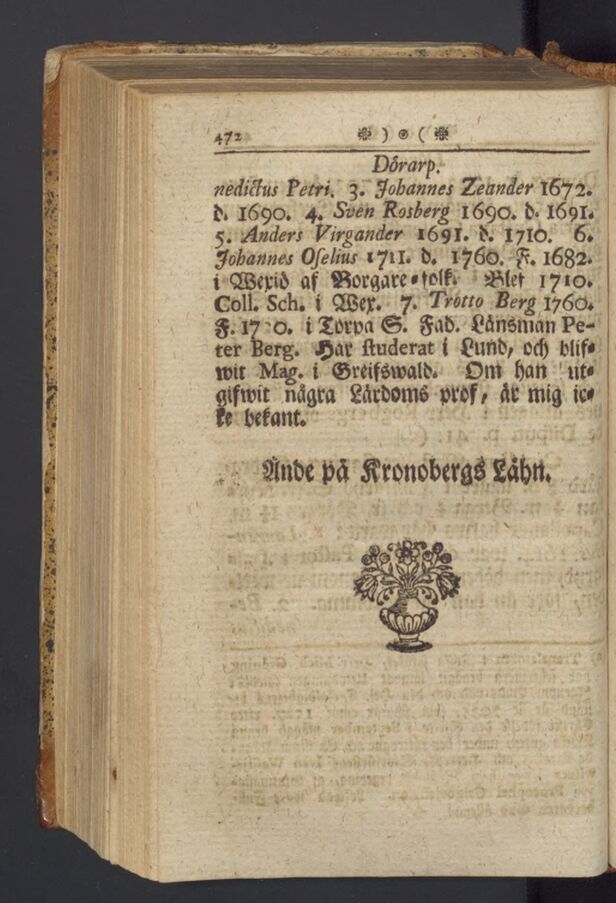 472 ❉ ) ๏ ( ❉
Dörarp.
nedictus Petri. 3. Johannes Zeander 1672.
d. 1690. 4. Sven Rosberg 1690. d. 1691.
5. Anders Virgander 1691. d. 1710. 6.
Johannes Oselius 1711. d. 1760. F. 1682.
i Wexiö af Borgare-folk. Blef 1710.
Coll. Sch. i Wex. 7. Trotto Berg 1760.
F. i Torpa S. Fad. Länsman Pe-
ter Berg. Har studerat i Lund, och blif-
wit Mag. i Greifswald. Om han ut-
gifwit några Lärdoms prof, är mig ic-
ke bekant.
Ände på Kronobergs Lähn.